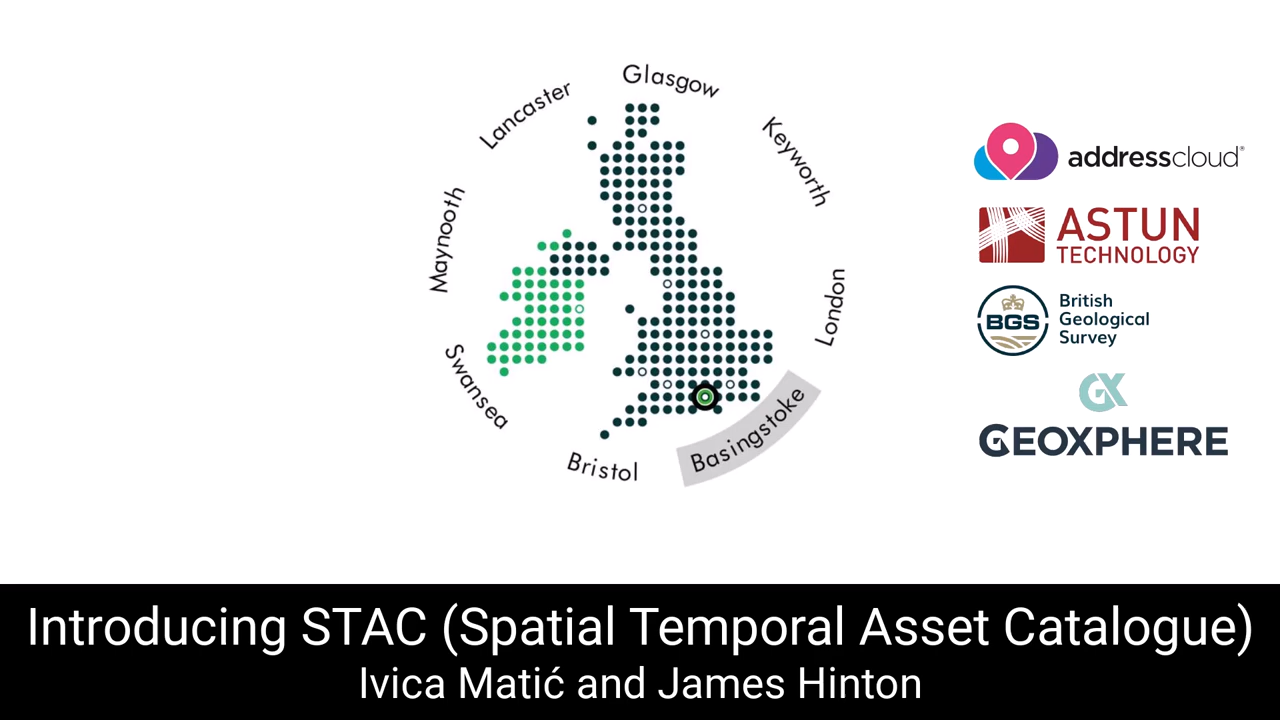 Glasgow
Lancaster
Keyworth
Maynooth
London
Swansea
Basingstoke
Bristol
addresscloud®
ASTUN
TECHNOLOGY
BGS
British
Geological
Survey
GX
GEOXPHERE
Introducing STAC (Spatial Temporal Asset Catalogue)
Ivica Matić and James Hinton